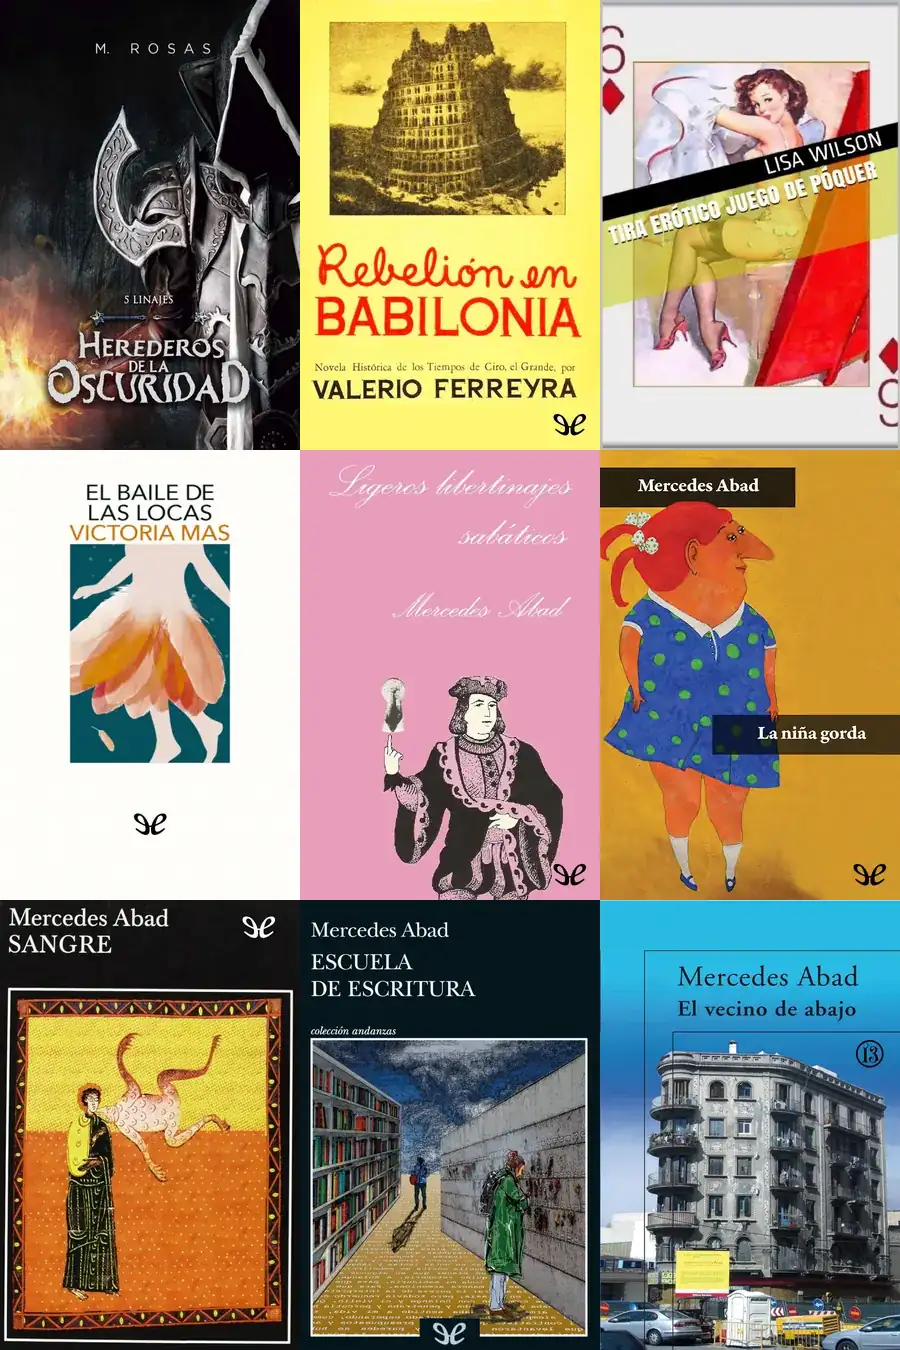 M. ROSAS
5 LINAJES
HEREDEROS
DE LA
OSCURIDAD
Rebelión en
BABILONIA
Novela Histórica de los Tiempos de Ciro, el Grande, por
VALERIO FERREYRA
6
LISA WILSON
TIRA ERÓTICO JUEGO DE PÓQUER
6
EL BAILE DE
LAS LOCAS
VICTORIA MAS
Ligeros libertinajes
sabáticos
Mercedes Abad
Mercedes Abad
La niña gorda
Mercedes Abad
SANGRE
Mercedes Abad
ESCUELA
DE ESCRITURA
colección andanzas
Mercedes Abad
El vecino de abajo
13